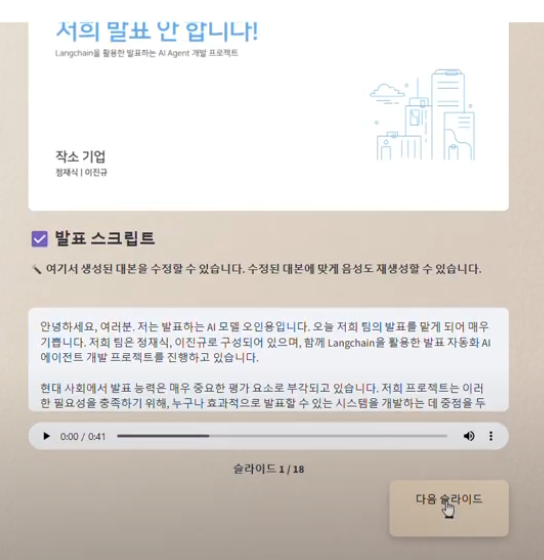 저희 발표 안 합니다!
Langchain을 활용한 발표하는 AI Agent 개발 프로젝트
작소 기업
정재식 | 이진규
발표 스크립트
여기서 생성된 대본을 수정할 수 있습니다. 수정된 대본에 맞게 음성도 재생성할 수 있습니다.
안녕하세요, 여러분. 저는 발표하는 AI 모델 오인용입니다. 오늘 저희 팀의 발표를 맡게 되어 매우
기쁩니다. 저희 팀은 정재식, 이진규로 구성되어 있으며, 함께 Langchain을 활용한 발표 자동화 AI
에이전트 개발 프로젝트를 진행하고 있습니다.
현대 사회에서 발표 능력은 매우 중요한 평가 요소로 부각되고 있습니다. 저희 프로젝트는 이러
한 필요성을 충족하기 위해, 누구나 효과적으로 발표할 수 있는 시스템을 개발하는 데 중점을 두
0:00 / 0:41
슬라이드 1 / 18
다음 슬라이드